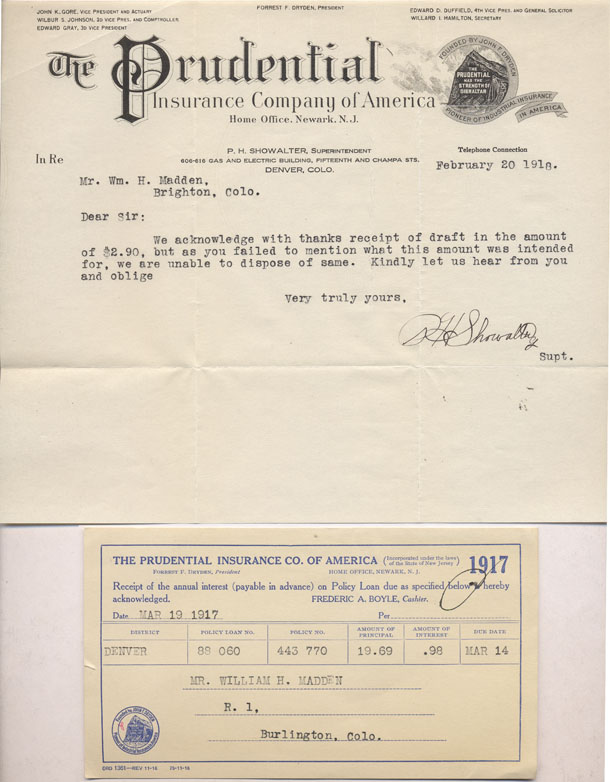 FORREST F. DRYDEN, PRESIDENT
JOHN K. GORE, VICE PRESIDENT AND ACTUARY
WILBUR S. JOHNSON, 2D VICE PRES. AND COMPTROLLER
EDWARD GRAY, 3D VICE PRESIDENT
EDWARD D. DUFFIELD, 4TH VICE PRES. AND GENERAL SOLICITOR
WILLARD I. HAMILTON, SECRETARY
The Prudential
Insurance Company of America
Home Office, Newark, N.J.
FOUNDED BY JOHN F. DRYDEN
THE
PRUDENTIAL
HAS THE
STRENGTH OF
GIBRALTAR
PIONEER OF INDUSTRIAL INSURANCE
IN AMERICA
P. H. SHOWALTER, SUPERINTENDENT
606-616 GAS AND ELECTRIC BUILDING, FIFTEENTH AND CHAMPA STS.
DENVER, COLO.
Telephone Connection
In Re
February 20 1918.
Mr. Wm. H. Madden,
Brighton, Colo.
Dear Sir:
We acknowledge with thanks receipt of draft in the amount
of $2.90, but as you failed to mention what this amount was intended
for, we are unable to dispose of same. Kindly let us hear from you
and oblige
Very truly yours,
P H Showalter
Supt.
THE PRUDENTIAL INSURANCE CO. OF AMERICA (Incorporated under the laws of the State of New Jersey) 1917
FORREST F. DRYDEN, President HOME OFFICE, NEWARK, N. J.
Receipt of the annual interest (payable in advance) on Policy Loan due as specified below is hereby
acknowledged. FREDERIC A. BOYLE, Cashier.
Date MAR 19 1917 Per
DISTRICT POLICY LOAN NO. POLICY NO. AMOUNT OF PRINCIPAL AMOUNT OF INTEREST DUE DATE
DENVER 88 060 443 770 19.69 .98 MAR 14
MR. WILLIAM H. MADDEN
R. 1,
Burlington, Colo.
ORD 1361—REV 11-16